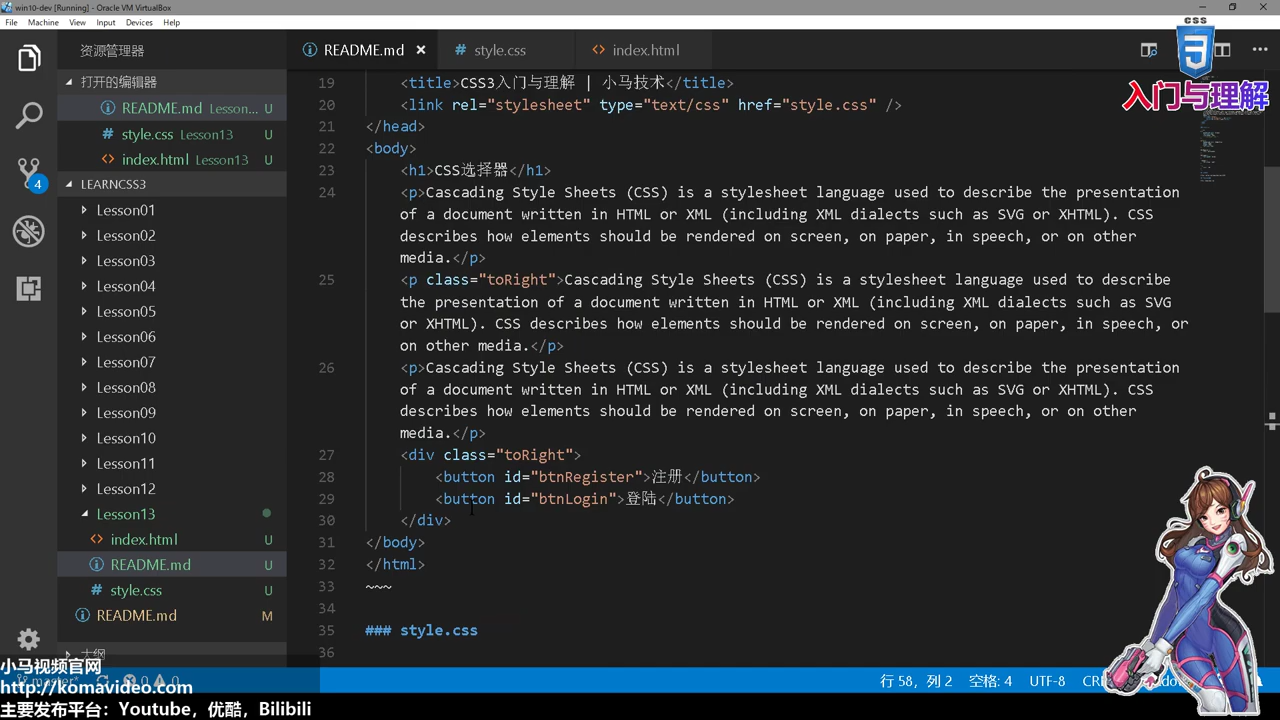 win10-dev [Running] - Oracle VM VirtualBox
File Machine View Input Devices Help
资源管理器
README.md
style.css
index.html
CSS
3
入门与理解
打开的编辑器
README.md Lesson... U
style.css Lesson13 U
index.html Lesson13 U
4
LEARNCSS3
Lesson01
Lesson02
Lesson03
Lesson04
Lesson05
Lesson06
Lesson07
Lesson08
Lesson09
Lesson10
Lesson11
Lesson12
Lesson13
index.html U
README.md U
style.css U
README.md M
大纲
19 <title>CSS3入门与理解 | 小马技术</title>
20 <link rel="stylesheet" type="text/css" href="style.css" />
21 </head>
22 <body>
23 <h1>CSS选择器</h1>
24 <p>Cascading Style Sheets (CSS) is a stylesheet language used to describe the presentation
of a document written in HTML or XML (including XML dialects such as SVG or XHTML). CSS
describes how elements should be rendered on screen, on paper, in speech, or on other
media.</p>
25 <p class="toRight">Cascading Style Sheets (CSS) is a stylesheet language used to describe
the presentation of a document written in HTML or XML (including XML dialects such as SVG
or XHTML). CSS describes how elements should be rendered on screen, on paper, in speech, or
on other media.</p>
26 <p>Cascading Style Sheets (CSS) is a stylesheet language used to describe the presentation
of a document written in HTML or XML (including XML dialects such as SVG or XHTML). CSS
describes how elements should be rendered on screen, on paper, in speech, or on other
media.</p>
27 <div class="toRight">
28 <button id="btnRegister">注册</button>
29 <button id="btnLogin">登陆</button>
30 </div>
31 </body>
32 </html>
33 ~~~
34
35 ### style.css
36
小马视频官网
http://komavideo.com
主要发布平台：Youtube，优酷，Bilibili
master* 0 0
行 58，列 2 空格: 4 UTF-8